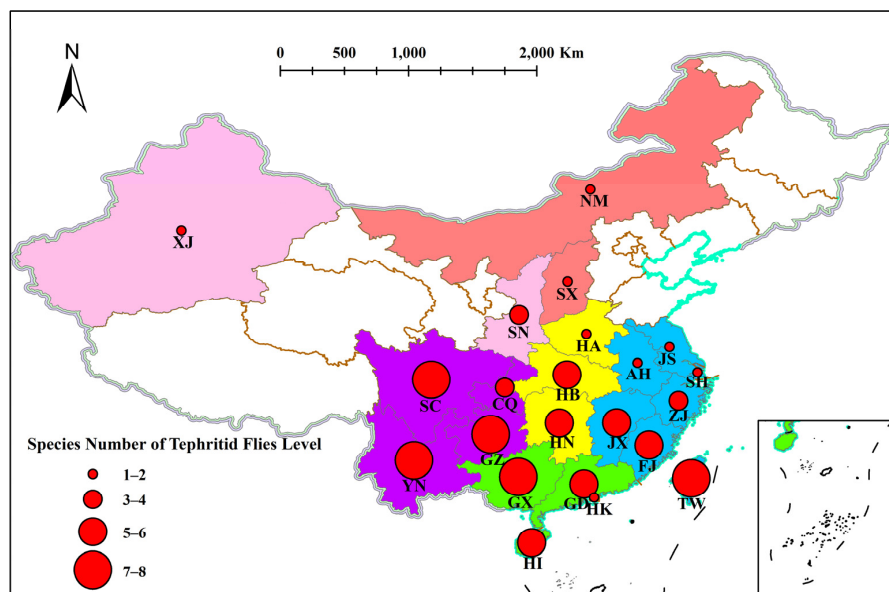 N
0 500 1,000 2,000 Km
NM
XJ
SX
SN
HA
JS
AH
SH
SC
CQ
HB
ZJ
Species Number of Tephritid Flies Level
HN
JX
GZ
FJ
1–2
YN
3–4
GX
GD
HK
TW
5–6
HI
7–8